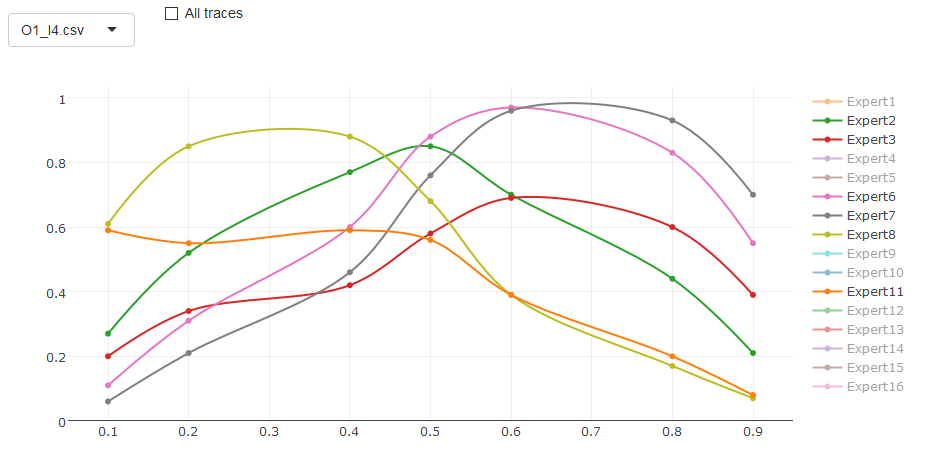 All traces
O1_I4.csv
1
0.8
0.6
0.4
0.2
0
0.1
0.2
0.3
0.4
0.5
0.6
0.7
0.8
0.9
Expert1
Expert2
Expert3
Expert4
Expert5
Expert6
Expert7
Expert8
Expert9
Expert10
Expert11
Expert12
Expert13
Expert14
Expert15
Expert16